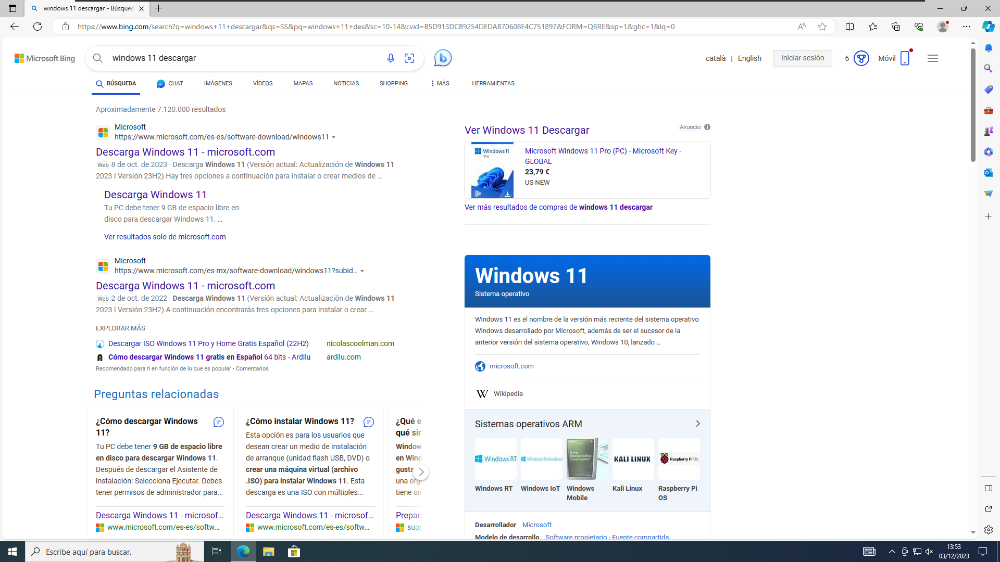 windows 11 descargar - Búsqued
https://www.bing.com/search?q=windows+11+descargar&qs=SS&pq=windows+11+des&sc=10-14&cvid=B5D913DCB9254DEDAB70608E4C751897&FORM=QBRE&sp=1&ghc=1&lq=0
Microsoft Bing
windows 11 descargar
català | English
Iniciar sesión
6
Móvil
BÚSQUEDA
CHAT
IMÁGENES
VÍDEOS
MAPAS
NOTICIAS
SHOPPING
MÁS
HERRAMIENTAS
Aproximadamente 7.120.000 resultados
Microsoft
https://www.microsoft.com/es-es/software-download/windows11
Descarga Windows 11 - microsoft.com
Web 8 de oct. de 2023 · Descarga Windows 11 (Versión actual: Actualización de Windows 11
2023 l Versión 23H2) Hay tres opciones a continuación para instalar o crear medios de …
Descarga Windows 11
Tu PC debe tener 9 GB de espacio libre en
disco para descargar Windows 11. …
Ver resultados solo de microsoft.com
Microsoft
https://www.microsoft.com/es-mx/software-download/windows11?subid...
Descarga Windows 11 - microsoft.com
Web 2 de oct. de 2022 · Descarga Windows 11 (Versión actual: Actualización de Windows 11
2023 l Versión 23H2) A continuación encontrarás tres opciones para instalar o crear …
EXPLORAR MÁS
Descargar ISO Windows 11 Pro y Home Gratis Español (22H2)
nicolascoolman.com
Cómo descargar Windows 11 gratis en Español 64 bits - Ardilu
ardilu.com
Recomendado para ti en función de lo que es popular • Comentarios
Preguntas relacionadas
¿Cómo descargar Windows
11?
Tu PC debe tener 9 GB de espacio libre
en disco para descargar Windows 11.
Después de descargar el Asistente de
instalación: Selecciona Ejecutar. Debes
tener permisos de administrador para...
Descarga Windows 11 - microsof...
www.microsoft.com/es-es/softw...
¿Cómo instalar Windows 11?
Esta opción es para los usuarios que
desean crear un medio de instalación
de arranque (unidad flash USB, DVD) o
crear una máquina virtual (archivo
.ISO) para instalar Windows 11. Esta
descarga es una ISO con múltiples...
Descarga Windows 11 - microsof...
www.microsoft.com/es-es/softw...
¿Qué e
qué sir
Window
en Wind
gusta
una org
tiene un
Prepara
supp
Ver Windows 11 Descargar
Anuncio
Windows 11
Pro
Microsoft Windows 11 Pro (PC) - Microsoft Key -
GLOBAL
23,79 €
US NEW
Ver más resultados de compras de windows 11 descargar
Windows 11
Sistema operativo
Windows 11 es el nombre de la versión más reciente del sistema operativo
Windows desarrollado por Microsoft, además de ser el sucesor de la
anterior versión del sistema operativo, Windows 10, lanzado …
microsoft.com
W Wikipedia
Sistemas operativos ARM
Windows RT
Windows Embedded
Is that
Microsoft Office
in your pocket?
KALI LINUX
Raspberry Pi OS
Windows RT
Windows IoT
Windows
Mobile
Kali Linux
Raspberry Pi
OS
Desarrollador Microsoft
Modelo de desarrollo Software propietario · Fuente compartida
Escribe aquí para buscar.
13:53
03/12/2023